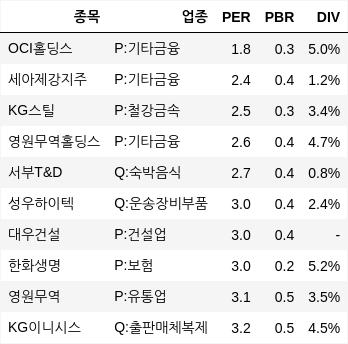 종목 업종 PER PBR DIV
OCI홀딩스 P:기타금융 1.8 0.3 5.0%
세아제강지주 P:기타금융 2.4 0.4 1.2%
KG스틸 P:철강금속 2.5 0.3 3.4%
영원무역홀딩스 P:기타금융 2.6 0.4 4.7%
서부T&D Q:숙박음식 2.7 0.4 0.8%
성우하이텍 Q:운송장비부품 3.0 0.4 2.4%
대우건설 P:건설업 3.0 0.4 -
한화생명 P:보험 3.0 0.2 5.2%
영원무역 P:유통업 3.1 0.5 3.5%
KG이니시스 Q:출판매체복제 3.2 0.5 4.5%